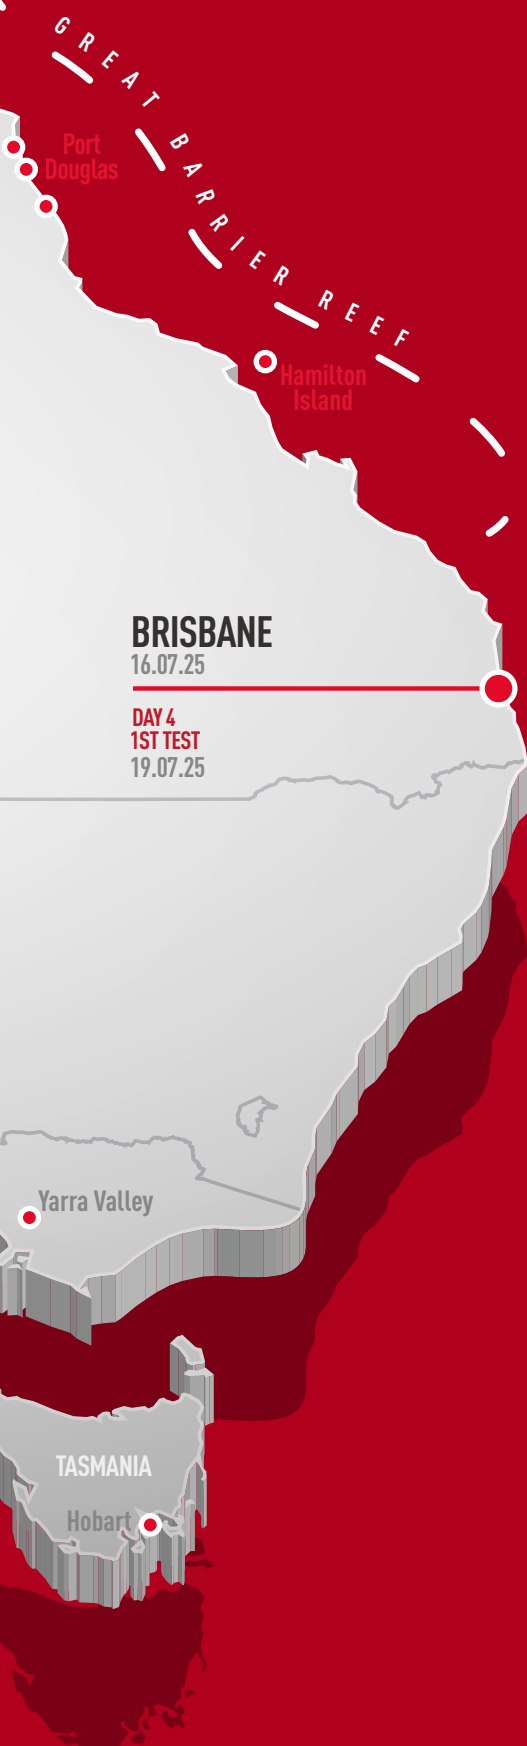 GREAT BARRIER REEF
Port
Douglas
Hamilton
Island
BRISBANE
16.07.25
DAY 4
1ST TEST
19.07.25
Yarra Valley
TASMANIA
Hobart